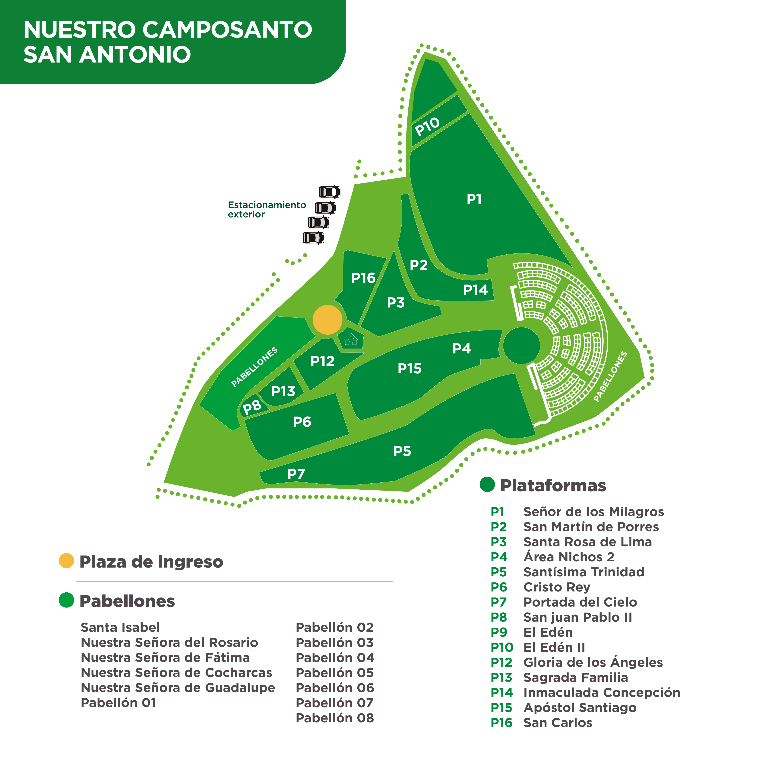 NUESTRO CAMPOSANTO
SAN ANTONIO
P10
Estacionamiento
exterior
P1
P2
P16
P14
P3
P4
PABELLONES
P12
P15
PABELLONES
P13
P8
P6
P5
P7
Plataformas
P1 Señor de los Milagros
P2 San Martín de Porres
P3 Santa Rosa de Lima
P4 Área Nichos 2
P5 Santísima Trinidad
P6 Cristo Rey
P7 Portada del Cielo
P8 San juan Pablo II
P9 El Edén
P10 El Edén II
P12 Gloria de los Ángeles
P13 Sagrada Familia
P14 Inmaculada Concepción
P15 Apóstol Santiago
P16 San Carlos
Plaza de Ingreso
Pabellones
Santa Isabel
Nuestra Señora del Rosario
Nuestra Señora de Fátima
Nuestra Señora de Cocharcas
Nuestra Señora de Guadalupe
Pabellón 01
Pabellón 02
Pabellón 03
Pabellón 04
Pabellón 05
Pabellón 06
Pabellón 07
Pabellón 08